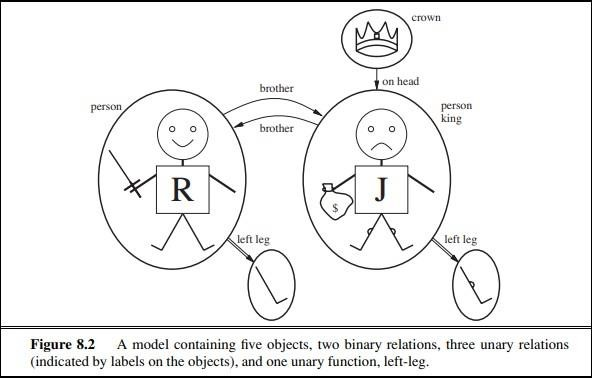 crown
on head
brother
person
person
king
brother
R
J
$
left leg
left leg
Figure 8.2 A model containing five objects, two binary relations, three unary relations
(indicated by labels on the objects), and one unary function, left-leg.